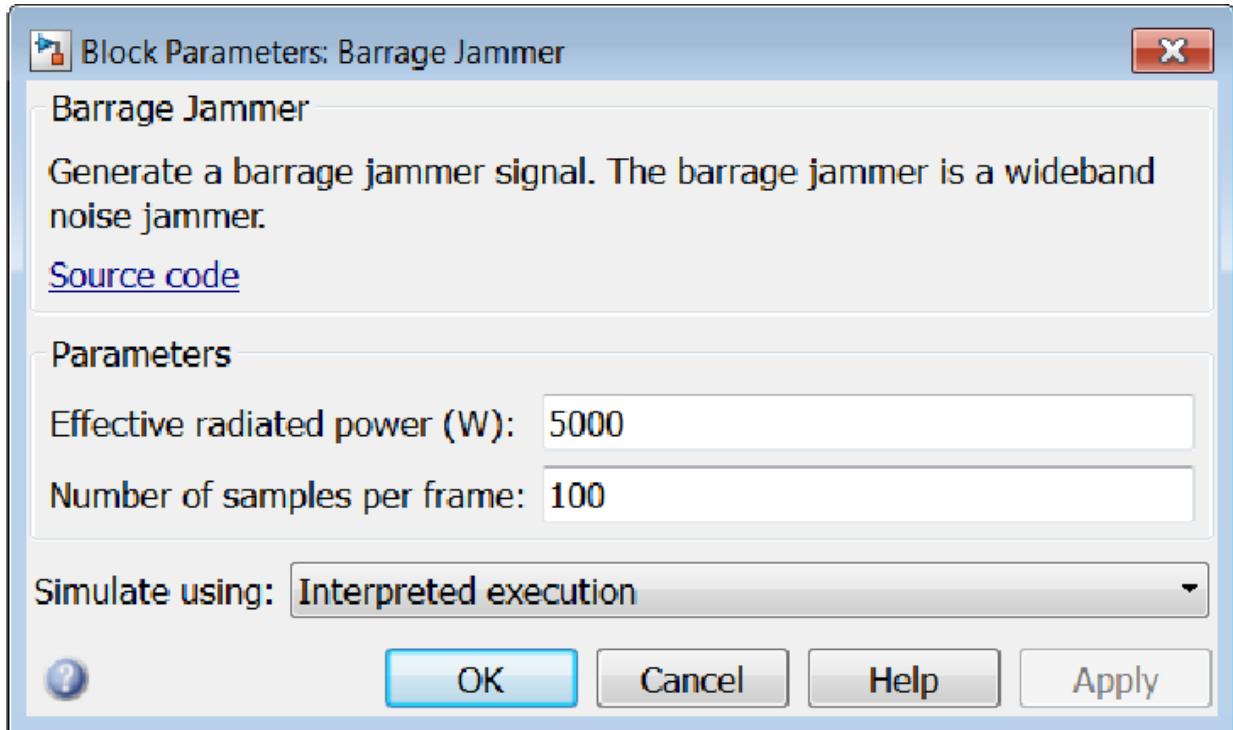 Block Parameters: Barrage Jammer
Barrage Jammer
Generate a barrage jammer signal. The barrage jammer is a wideband
noise jammer.
Source code
Parameters
Effective radiated power (W): 5000
Number of samples per frame: 100
Simulate using: Interpreted execution
? OK Cancel Help Apply